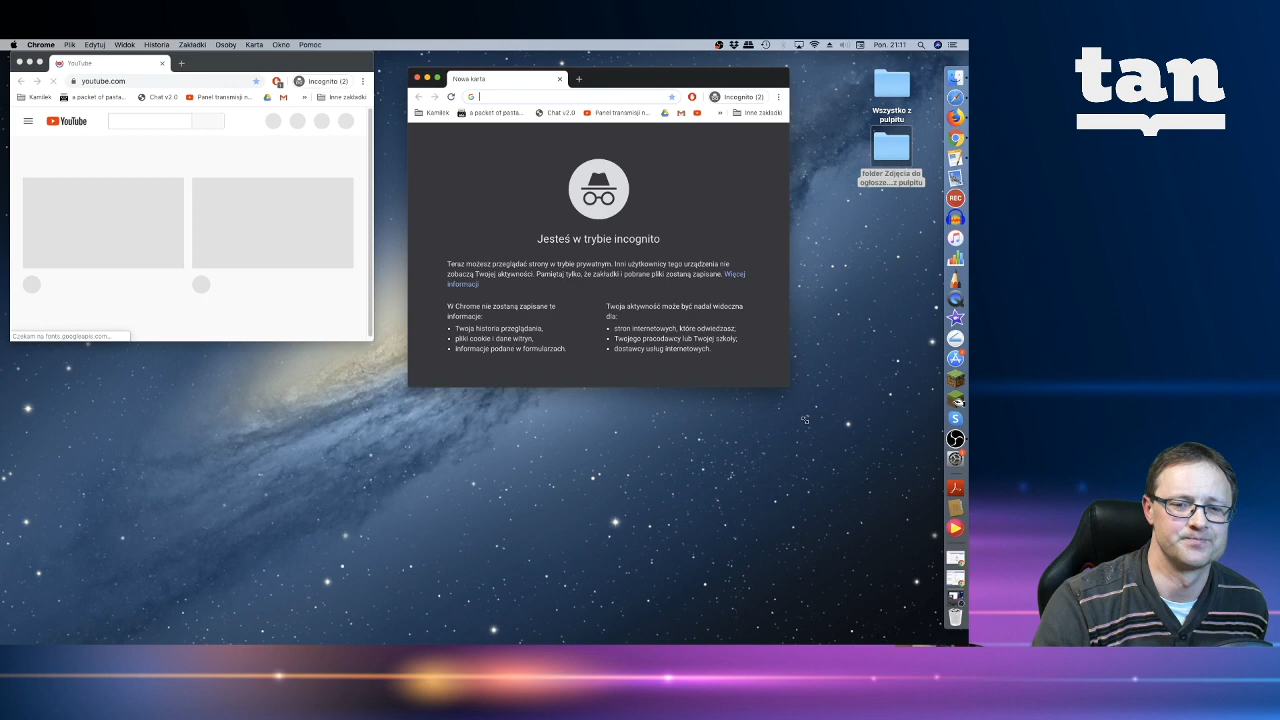 Chrome Plik Edytuj Widok Historia Zakładki Osoby Karta Okno Pomoc
Pon. 21:11
YouTube
youtube.com
Incognito (2)
Kamilek
a packet of pasta...
Chat v2.0
Panel transmisji n...
»
Inne zakładki
YouTube
Czekam na fonts.googleapis.com...
Nowa karta
Incognito (2)
Kamilek
a packet of pasta...
Chat v2.0
Panel transmisji n...
»
Inne zakładki
Jesteś w trybie incognito
Teraz możesz przeglądać strony w trybie prywatnym. Inni użytkownicy tego urządzenia nie
zobaczą Twojej aktywności. Pamiętaj tylko, że zakładki i pobrane pliki zostaną zapisane. Więcej
informacji
W Chrome nie zostaną zapisane te
informacje:
• Twoja historia przeglądania,
• pliki cookie i dane witryn,
• informacje podane w formularzach.
Twoja aktywność może być nadal widoczna
dla:
• stron internetowych, które odwiedzasz;
• Twojego pracodawcy lub Twojej szkoły;
• dostawcy usług internetowych.
Wszystko z
pulpitu
folder Zdjęcia do
ogłosze...z pulpitu
REC
tan